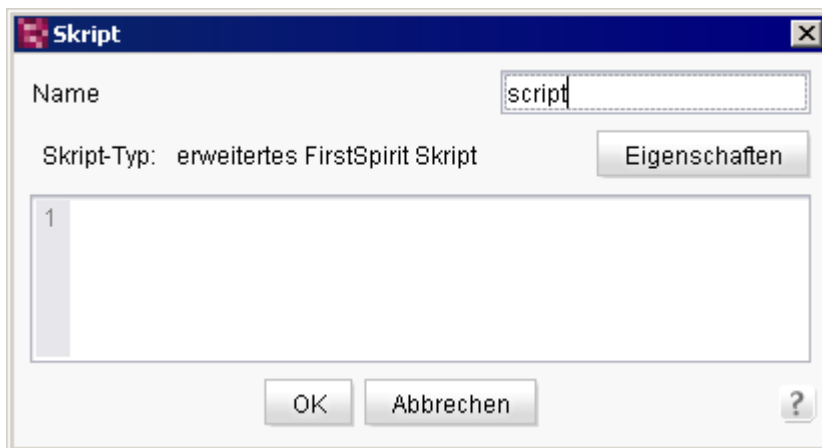 Skript
Name script
Skript-Typ: erweitertes FirstSpirit Skript Eigenschaften
1
OK Abbrechen ?